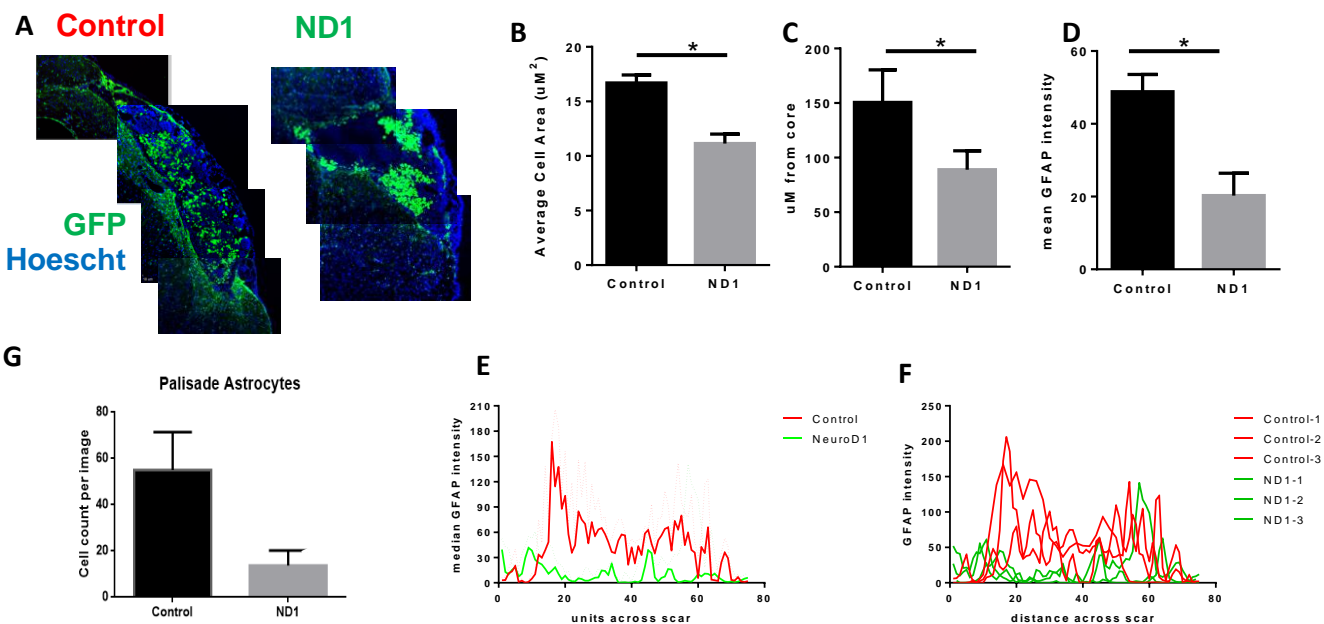 A
Control
ND1
GFP
Hoescht
B
*
Average Cell Area (uM²)
20
15
10
5
0
Control
ND1
C
*
uM from core
200
150
100
50
0
Control
ND1
D
*
mean GFAP intensity
60
40
20
0
Control
ND1
G
Palisade Astrocytes
Cell count per image
80
60
40
20
0
Control
ND1
E
median GFAP intensity
210
180
150
120
90
60
30
0
0 20 40 60 80
units across scar
Control
NeuroD1
F
GFAP intensity
250
200
150
100
50
0
0 20 40 60 80
distance across scar
Control-1
Control-2
Control-3
ND1-1
ND1-2
ND1-3